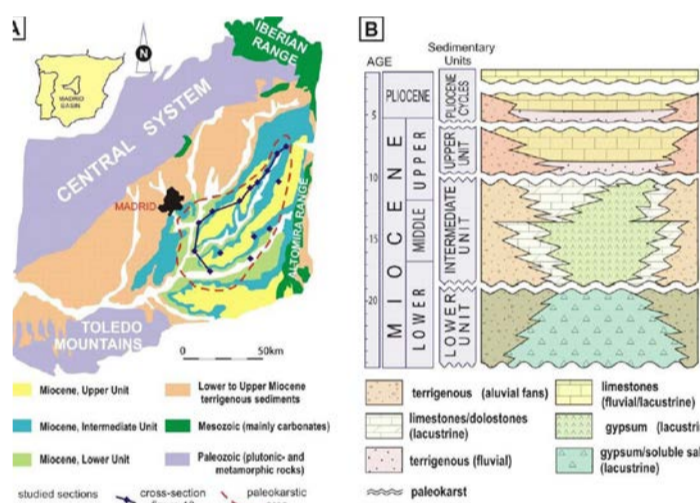 A
IBERIAN
RANGE
N
MADRID
BASIN
CENTRAL SYSTEM
MADRID
ALTOMIRA RANGE
TOLEDO
MOUNTAINS
0 50km
Miocene, Upper Unit
Miocene, Intermediate Unit
Miocene, Lower Unit
Lower to Upper Miocene
terrigenous sediments
Mesozoic (mainly carbonates)
Paleozoic (plutonic- and
metamorphic rocks)
studied sections
cross-section
paleokarstic
B
AGE
Sedimentary
Units
5
10
15
20
PLIOCENE
MIOCENE
UPPER
MIDDLE
LOWER
PLIOCENE
CYCLES
UPPER
UNIT
INTERMEDIATE
UNIT
LOWER
UNIT
terrigenous (aluvial fans)
limestones/dolostones
(lacustrine)
terrigenous (fluvial)
paleokarst
limestones
(fluvial/lacustrine)
gypsum (lacustri
gypsum/soluble sal
(lacustrine)